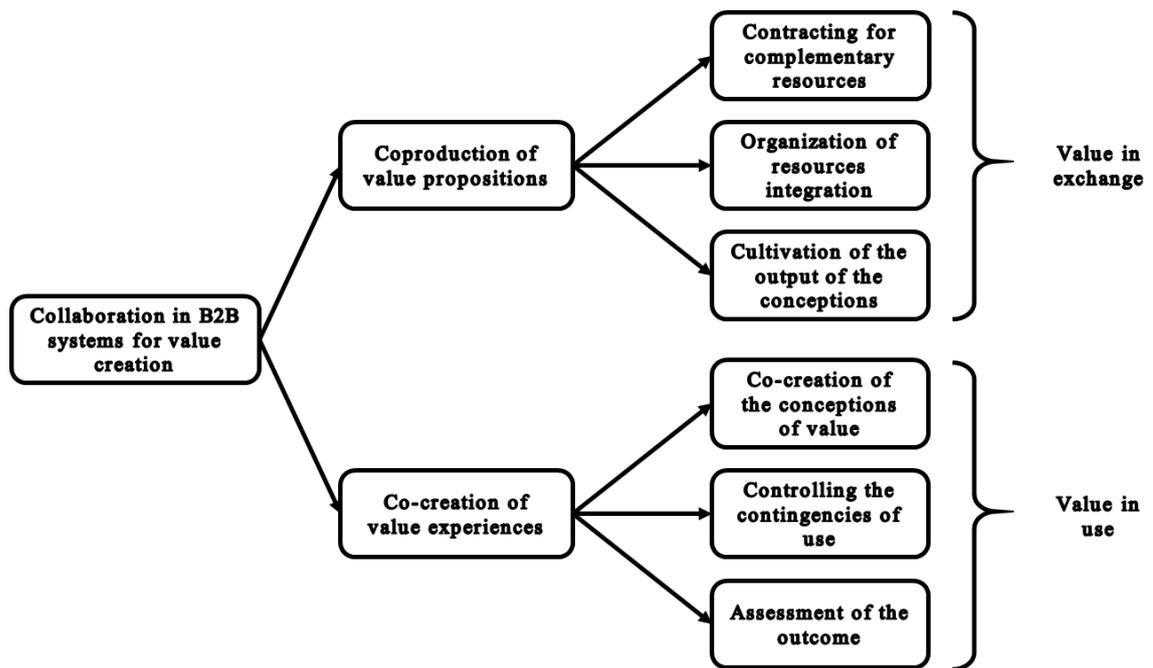 Collaboration in B2B
systems for value
creation
Coproduction of
value propositions
Contracting for
complementary
resources
Organization of
resources
integration
Cultivation of the
output of the
conceptions
Value in
exchange
Co-creation of
value experiences
Co-creation of
the conceptions
of value
Controlling the
contingencies of
use
Assessment of the
outcome
Value in
use